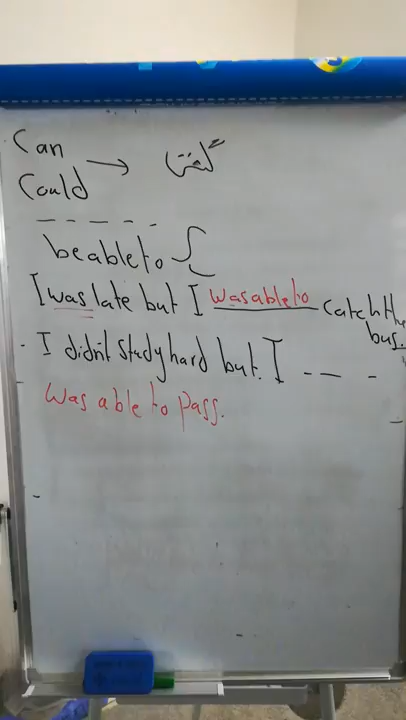 Can
Could →
- - - - -
be able to
I was late but I was able to catch the
bus.
- I didn't study hard but. I - - - -
was able to pass.